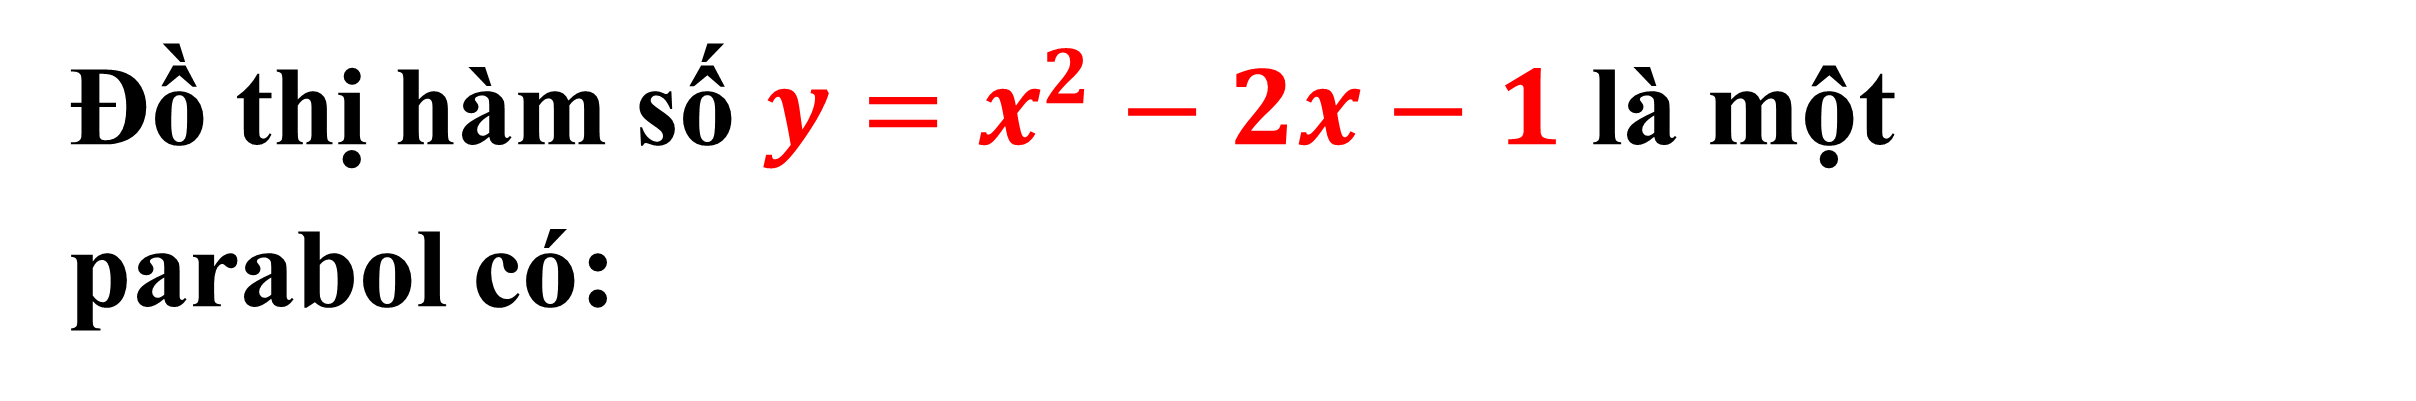 Đồ thị hàm số y = x² − 2x − 1 là một
parabol có: